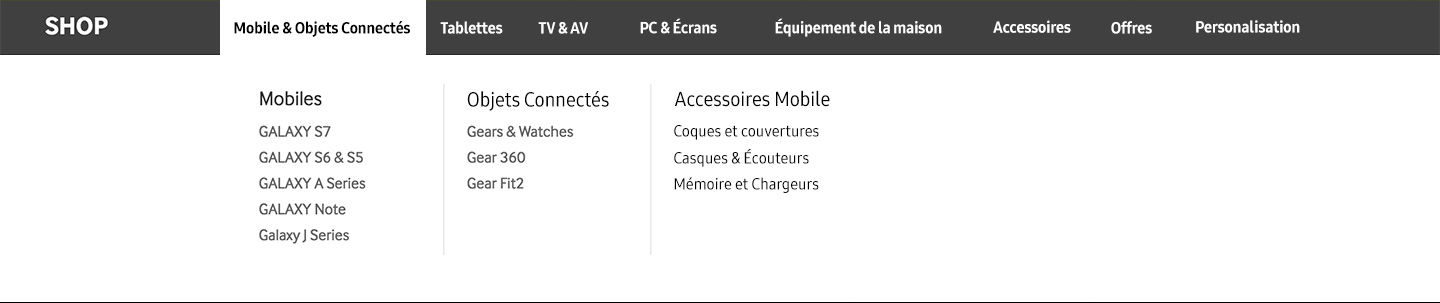 SHOP
Mobile & Objets Connectés
Tablettes
TV & AV
PC & Écrans
Équipement de la maison
Accessoires
Offres
Personalisation
Mobiles
GALAXY S7
GALAXY S6 & S5
GALAXY A Series
GALAXY Note
Galaxy J Series
Objets Connectés
Gears & Watches
Gear 360
Gear Fit2
Accessoires Mobile
Coques et couvertures
Casques & Écouteurs
Mémoire et Chargeurs